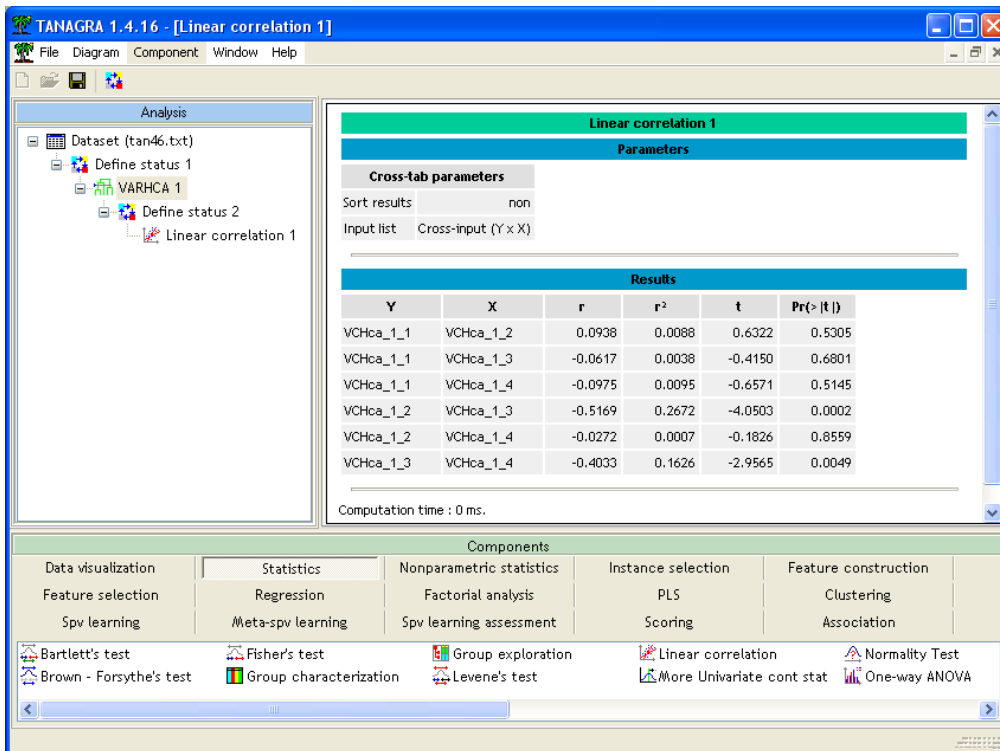 TANAGRA 1.4.16 - [Linear correlation 1]
File Diagram Component Window Help
Analysis
Dataset (tan46.txt)
Define status 1
VARHCA 1
Define status 2
Linear correlation 1
Linear correlation 1
Parameters
Cross-tab parameters
Sort results non
Input list Cross-input (Y x X)
Results
Y X r r² t Pr(>|t|)
VCHca_1_1 VCHca_1_2 0.0938 0.0088 0.6322 0.5305
VCHca_1_1 VCHca_1_3 -0.0617 0.0038 -0.4150 0.6801
VCHca_1_1 VCHca_1_4 -0.0975 0.0095 -0.6571 0.5145
VCHca_1_2 VCHca_1_3 -0.5169 0.2672 -4.0503 0.0002
VCHca_1_2 VCHca_1_4 -0.0272 0.0007 -0.1826 0.8559
VCHca_1_3 VCHca_1_4 -0.4033 0.1626 -2.9565 0.0049
Computation time : 0 ms.
Components
Data visualization Statistics Nonparametric statistics Instance selection Feature construction
Feature selection Regression Factorial analysis PLS Clustering
Spv learning Meta-spv learning Spv learning assessment Scoring Association
Bartlett's test Fisher's test Group exploration Linear correlation Normality Test
Brown - Forsythe's test Group characterization Levene's test More Univariate cont stat One-way ANOVA